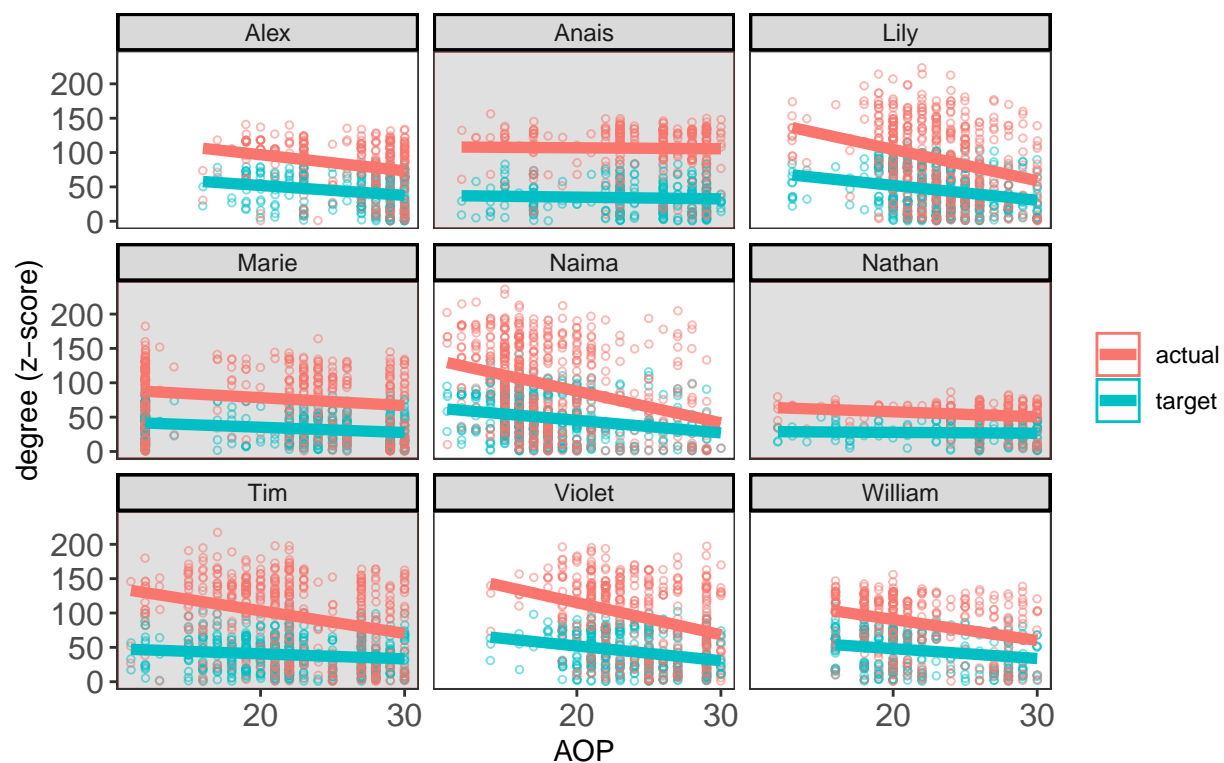 Alex Anais Lily
200
150
100
50
0
Marie Naima Nathan
200
150
100
50
0
Tim Violet William
200
150
100
50
0
20 30 20 30 20 30
AOP
degree (z−score)
actual
target